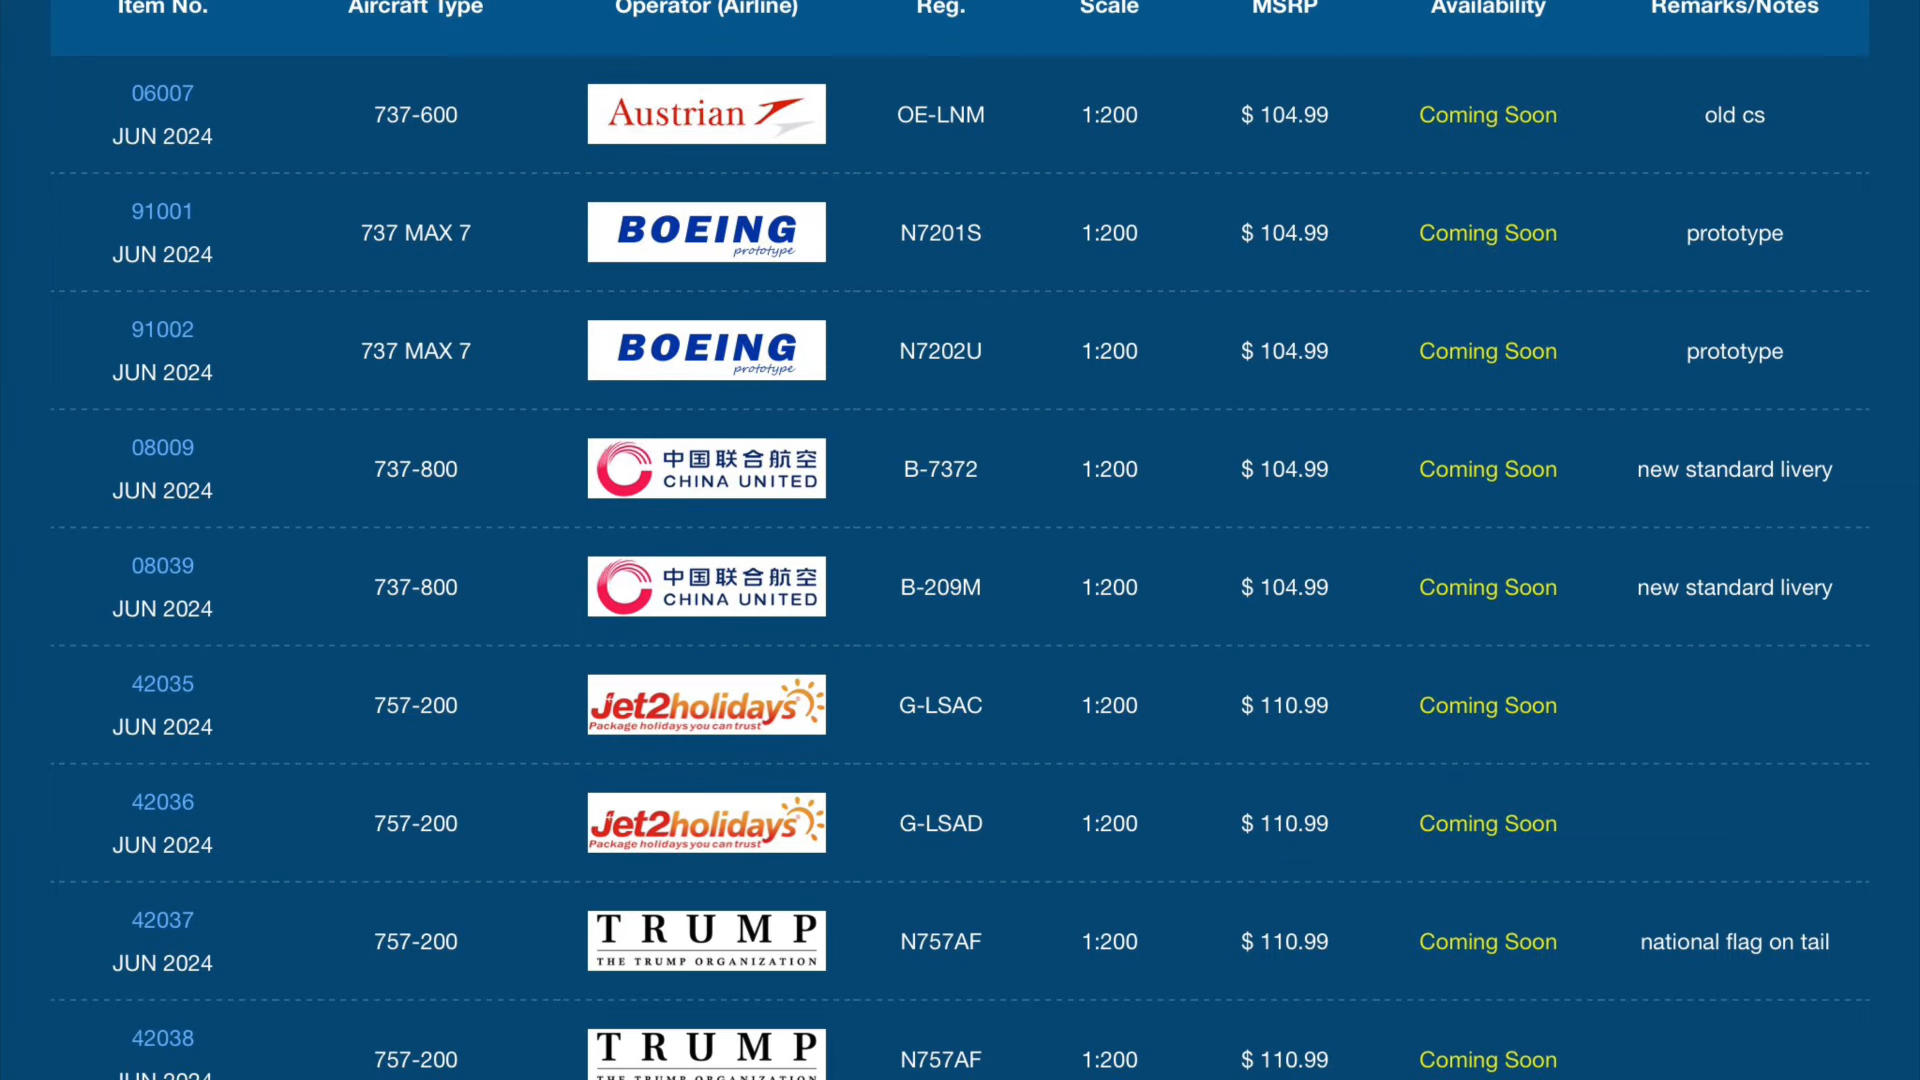 Item No. Aircraft Type Operator (Airline) Reg. Scale MSRP Availability Remarks/Notes
06007
JUN 2024
737-600
Austrian
OE-LNM
1:200
$ 104.99
Coming Soon
old cs
91001
JUN 2024
737 MAX 7
BOEING
prototype
N7201S
1:200
$ 104.99
Coming Soon
prototype
91002
JUN 2024
737 MAX 7
BOEING
prototype
N7202U
1:200
$ 104.99
Coming Soon
prototype
08009
JUN 2024
737-800
中国联合航空
CHINA UNITED
B-7372
1:200
$ 104.99
Coming Soon
new standard livery
08039
JUN 2024
737-800
中国联合航空
CHINA UNITED
B-209M
1:200
$ 104.99
Coming Soon
new standard livery
42035
JUN 2024
757-200
Jet2holidays
Package holidays you can trust
G-LSAC
1:200
$ 110.99
Coming Soon
42036
JUN 2024
757-200
Jet2holidays
Package holidays you can trust
G-LSAD
1:200
$ 110.99
Coming Soon
42037
JUN 2024
757-200
TRUMP
THE TRUMP ORGANIZATION
N757AF
1:200
$ 110.99
Coming Soon
national flag on tail
42038
JUN 2024
757-200
TRUMP
THE TRUMP ORGANIZATION
N757AF
1:200
$ 110.99
Coming Soon